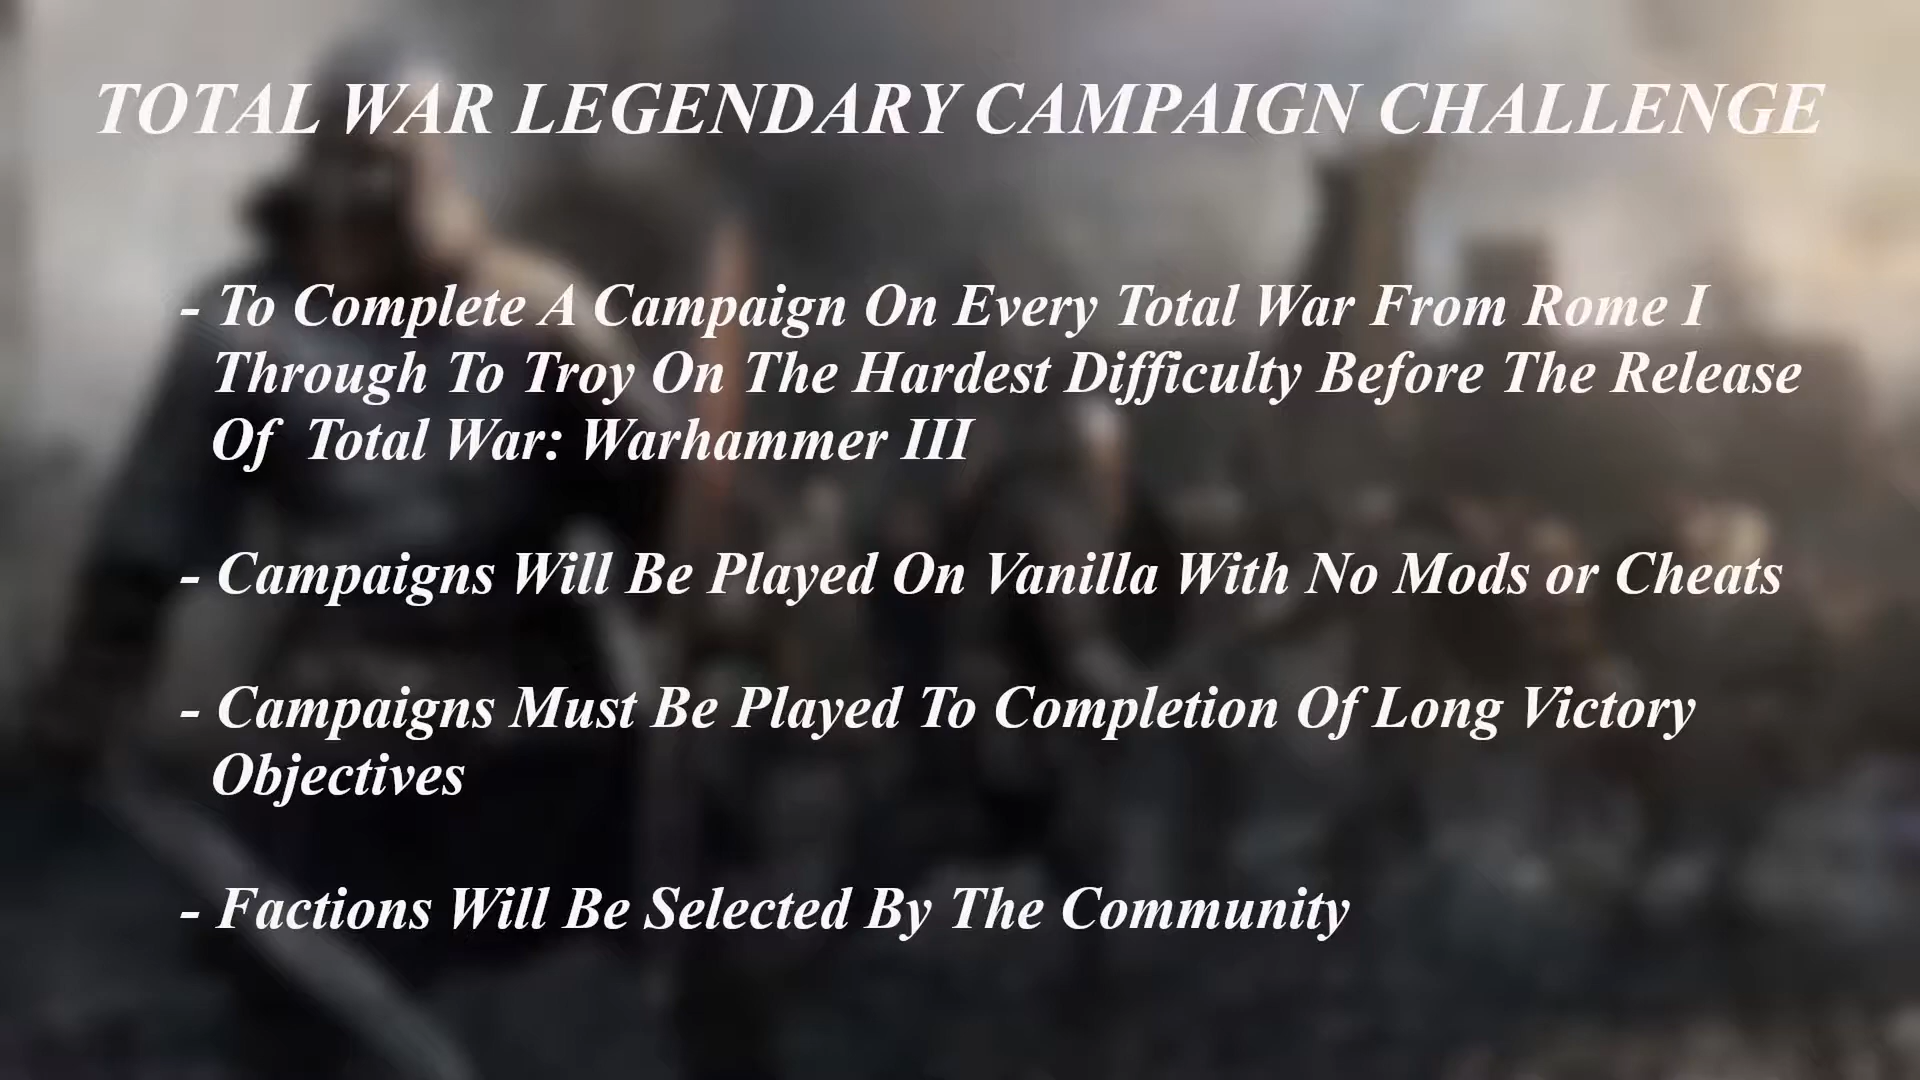 TOTAL WAR LEGENDARY CAMPAIGN CHALLENGE
- To Complete A Campaign On Every Total War From Rome I
Through To Troy On The Hardest Difficulty Before The Release
Of Total War: Warhammer III
- Campaigns Will Be Played On Vanilla With No Mods or Cheats
- Campaigns Must Be Played To Completion Of Long Victory
Objectives
- Factions Will Be Selected By The Community